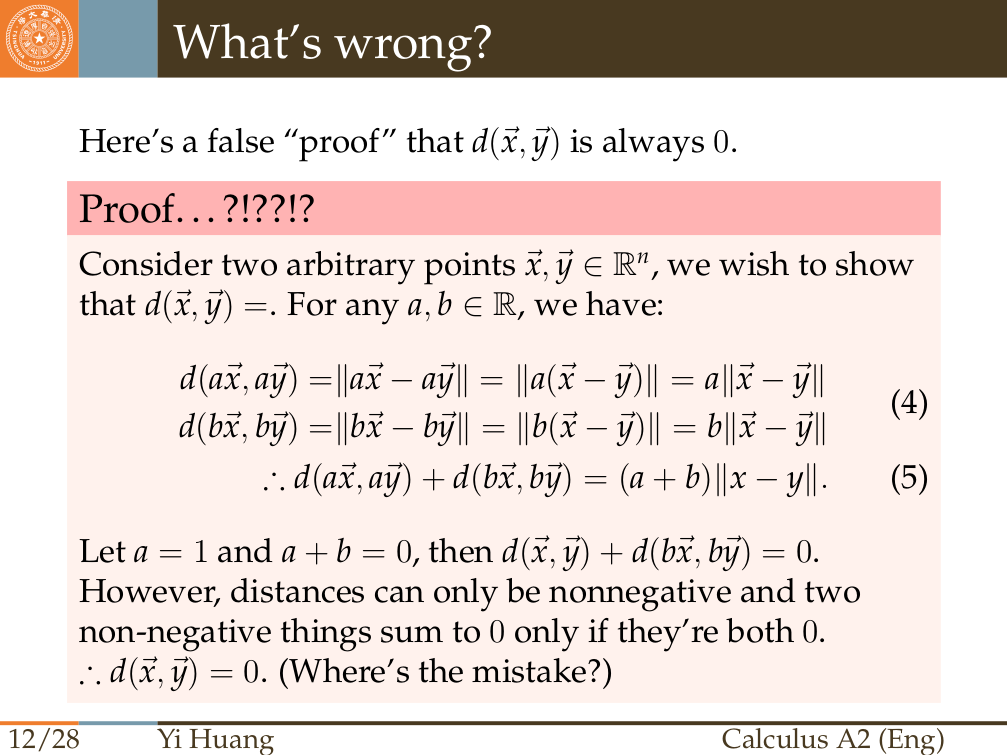 What's wrong?
Here's a false “proof” that d(x⃗, y⃗) is always 0.
Proof. . . ?!??!?
Consider two arbitrary points x⃗, y⃗ ∈ ℝⁿ, we wish to show
that d(x⃗, y⃗) =. For any a, b ∈ ℝ, we have:
d(ax⃗, ay⃗) =‖ax⃗ − ay⃗‖ = ‖a(x⃗ − y⃗)‖ = a‖x⃗ − y⃗‖
(4)
d(bx⃗, by⃗) =‖bx⃗ − by⃗‖ = ‖b(x⃗ − y⃗)‖ = b‖x⃗ − y⃗‖
∴ d(ax⃗, ay⃗) + d(bx⃗, by⃗) = (a + b)‖x − y‖. (5)
Let a = 1 and a + b = 0, then d(x⃗, y⃗) + d(bx⃗, by⃗) = 0.
However, distances can only be nonnegative and two
non-negative things sum to 0 only if they're both 0.
∴ d(x⃗, y⃗) = 0. (Where's the mistake?)
12/28 Yi Huang Calculus A2 (Eng)